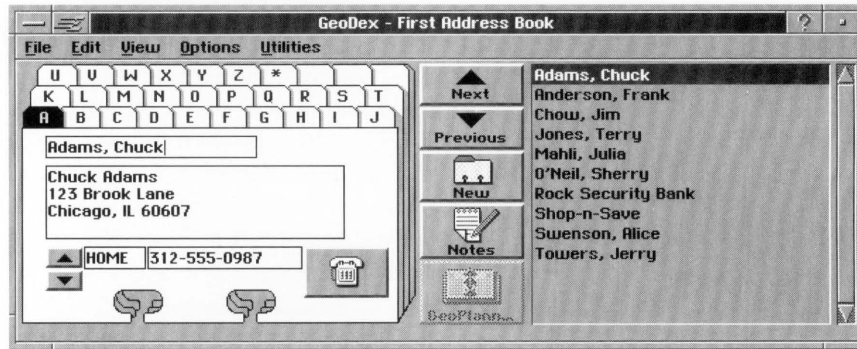 GeoDex - First Address Book
?
File Edit View Options Utilities
U V W X Y Z *
K L M N O P Q R S T
A B C D E F G H I J
Adams, Chuck
Chuck Adams
123 Brook Lane
Chicago, IL 60607
HOME 312-555-0987
Next
Previous
New
Notes
GeoPlann...
Adams, Chuck
Anderson, Frank
Chow, Jim
Jones, Terry
Mahli, Julia
O'Neil, Sherry
Rock Security Bank
Shop-n-Save
Swenson, Alice
Towers, Jerry